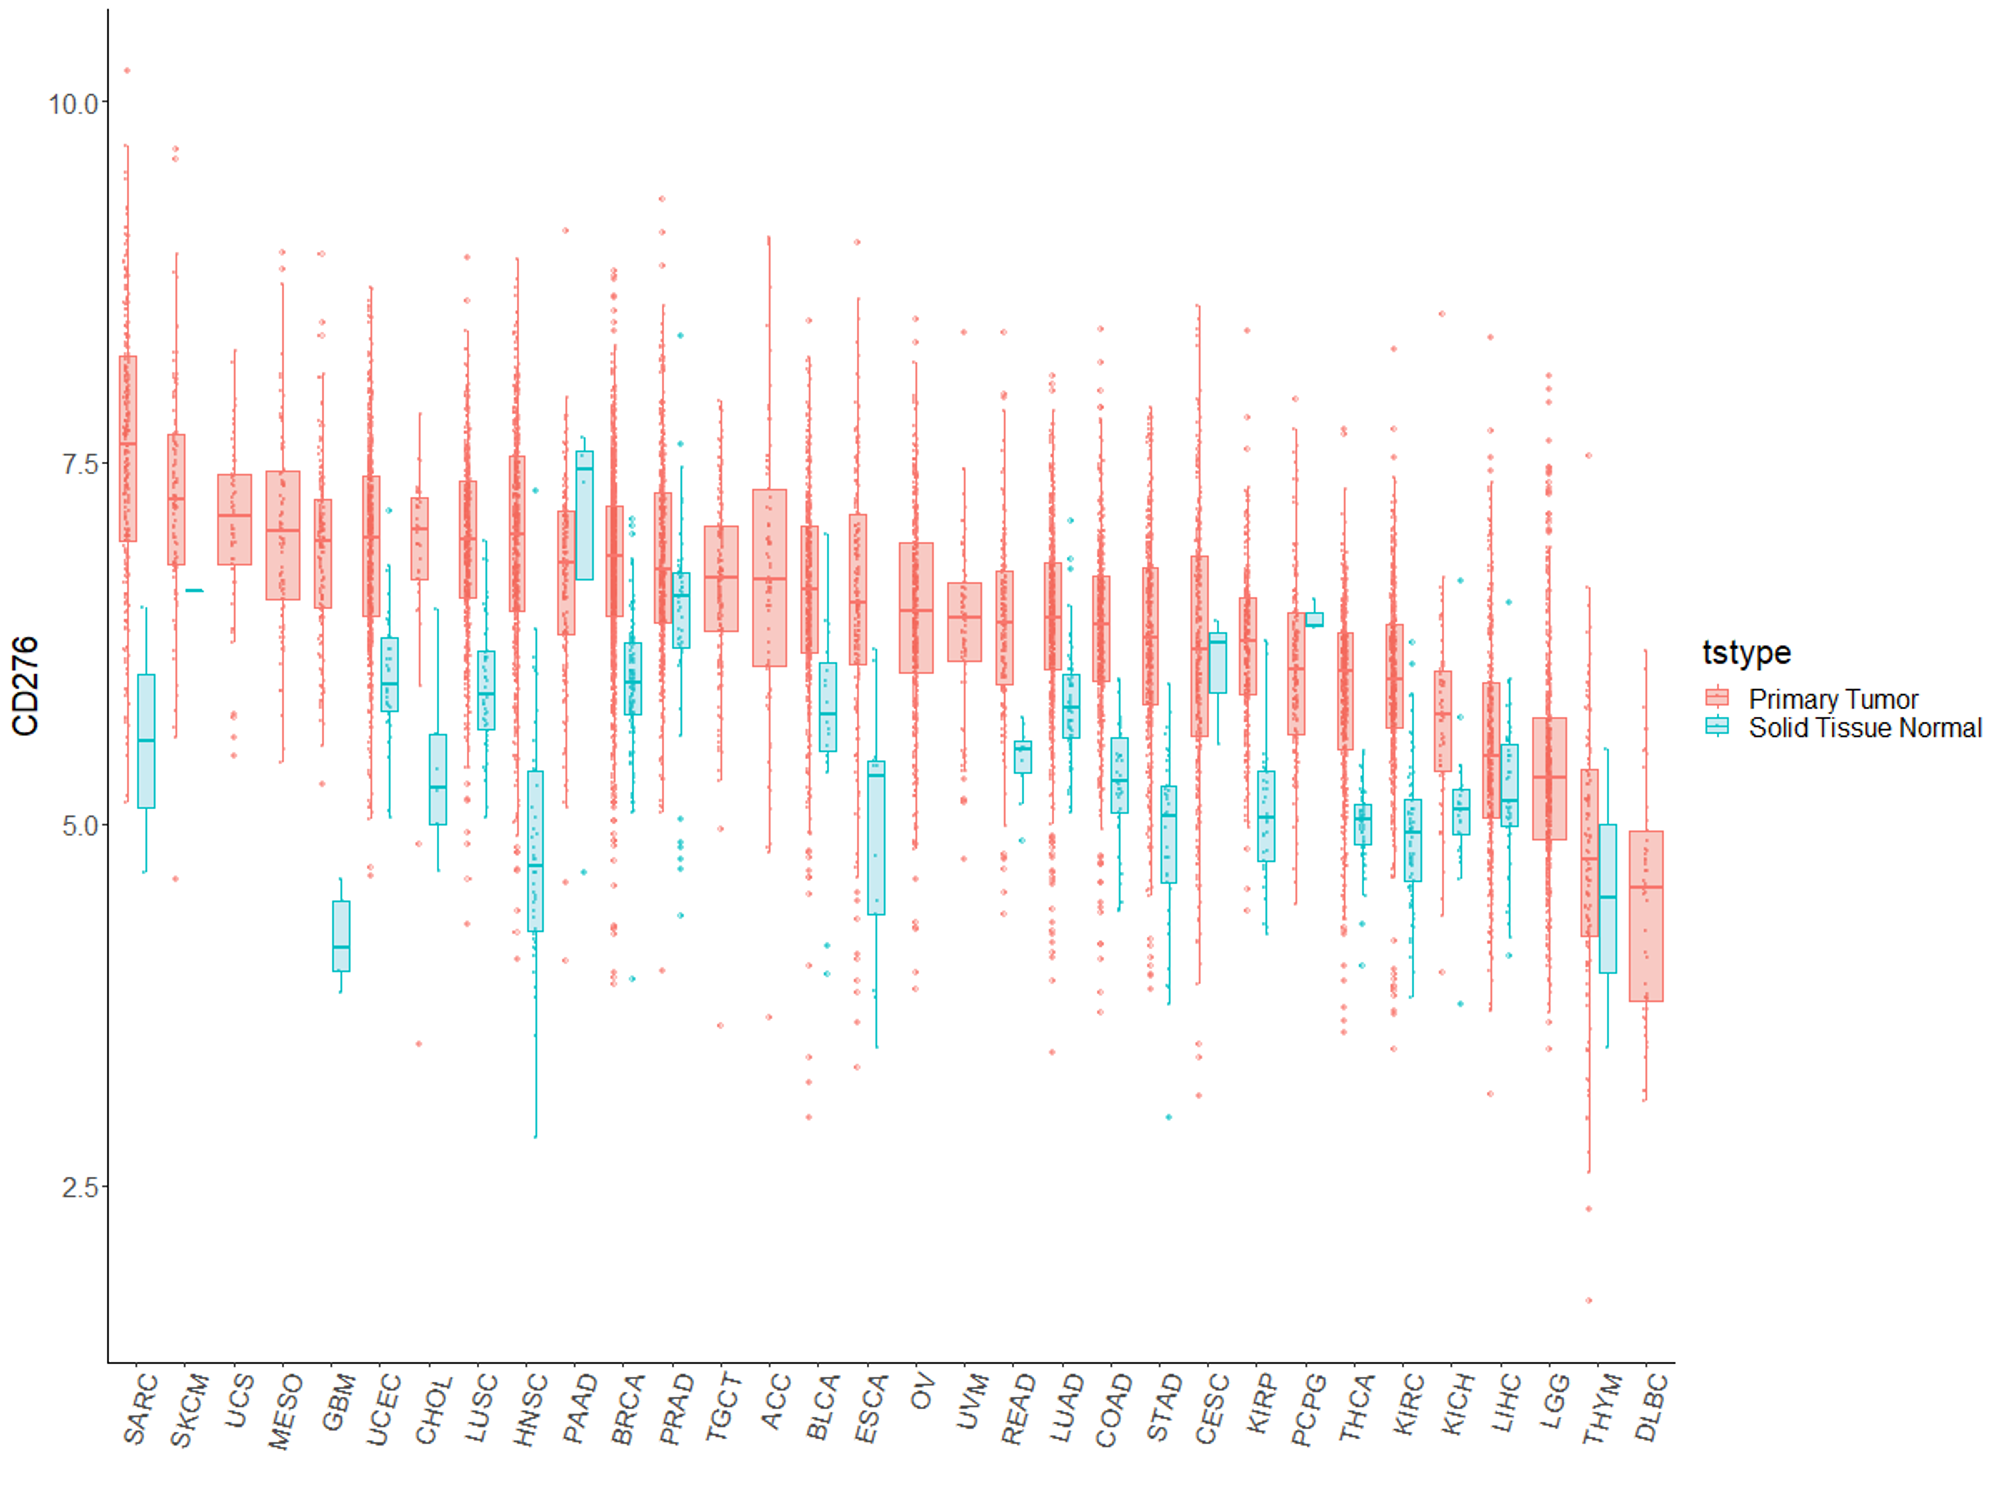 10.0
7.5
5.0
2.5
CD276
SARC
SKCM
UCS
MESO
GBM
UCEC
CHOL
LUSC
HNSC
PAAD
BRCA
PRAD
TGCT
ACC
BLCA
ESCA
OV
UVM
READ
LUAD
COAD
STAD
CESC
KIRP
PCPG
THCA
KIRC
KICH
LIHC
LGG
THYM
DLBC
tstype
Primary Tumor
Solid Tissue Normal